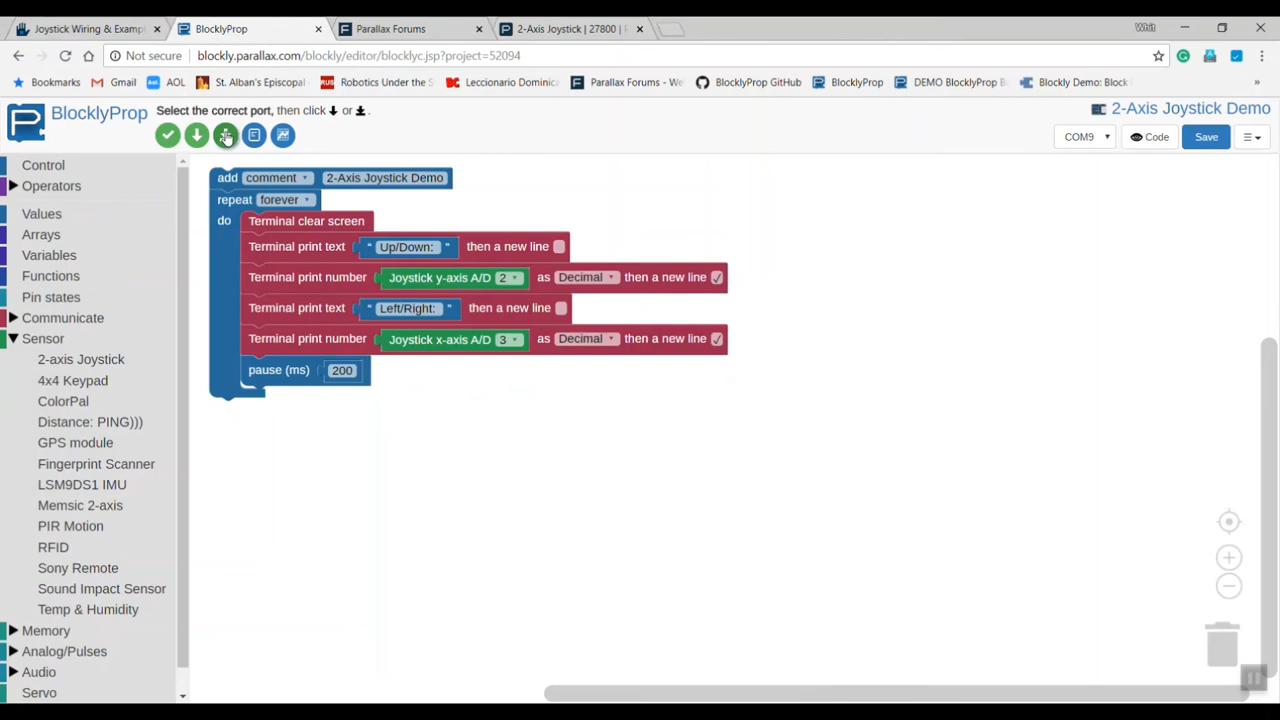 Joystick Wiring & Exampl
BlocklyProp
Parallax Forums
2-Axis Joystick | 27800 |
Whit
Not secure
blockly.parallax.com/blockly/editor/blocklyc.jsp?project=52094
Bookmarks
Gmail
AOL
St. Alban's Episcopal
Robotics Under the S
Leccionario Dominica
Parallax Forums - We
BlocklyProp GitHub
BlocklyProp
DEMO BlocklyProp B
Blockly Demo: Block
»
BlocklyProp
Select the correct port, then click or .
2-Axis Joystick Demo
COM9
Code
Save
Control
Operators
Values
Arrays
Variables
Functions
Pin states
Communicate
Sensor
2-axis Joystick
4x4 Keypad
ColorPal
Distance: PING)))
GPS module
Fingerprint Scanner
LSM9DS1 IMU
Memsic 2-axis
PIR Motion
RFID
Sony Remote
Sound Impact Sensor
Temp & Humidity
Memory
Analog/Pulses
Audio
Servo
add comment 2-Axis Joystick Demo
repeat forever
do
Terminal clear screen
Terminal print text “ Up/Down: ” then a new line
Terminal print number Joystick y-axis A/D 2 as Decimal then a new line
Terminal print text “ Left/Right: ” then a new line
Terminal print number Joystick x-axis A/D 3 as Decimal then a new line
pause (ms) 200